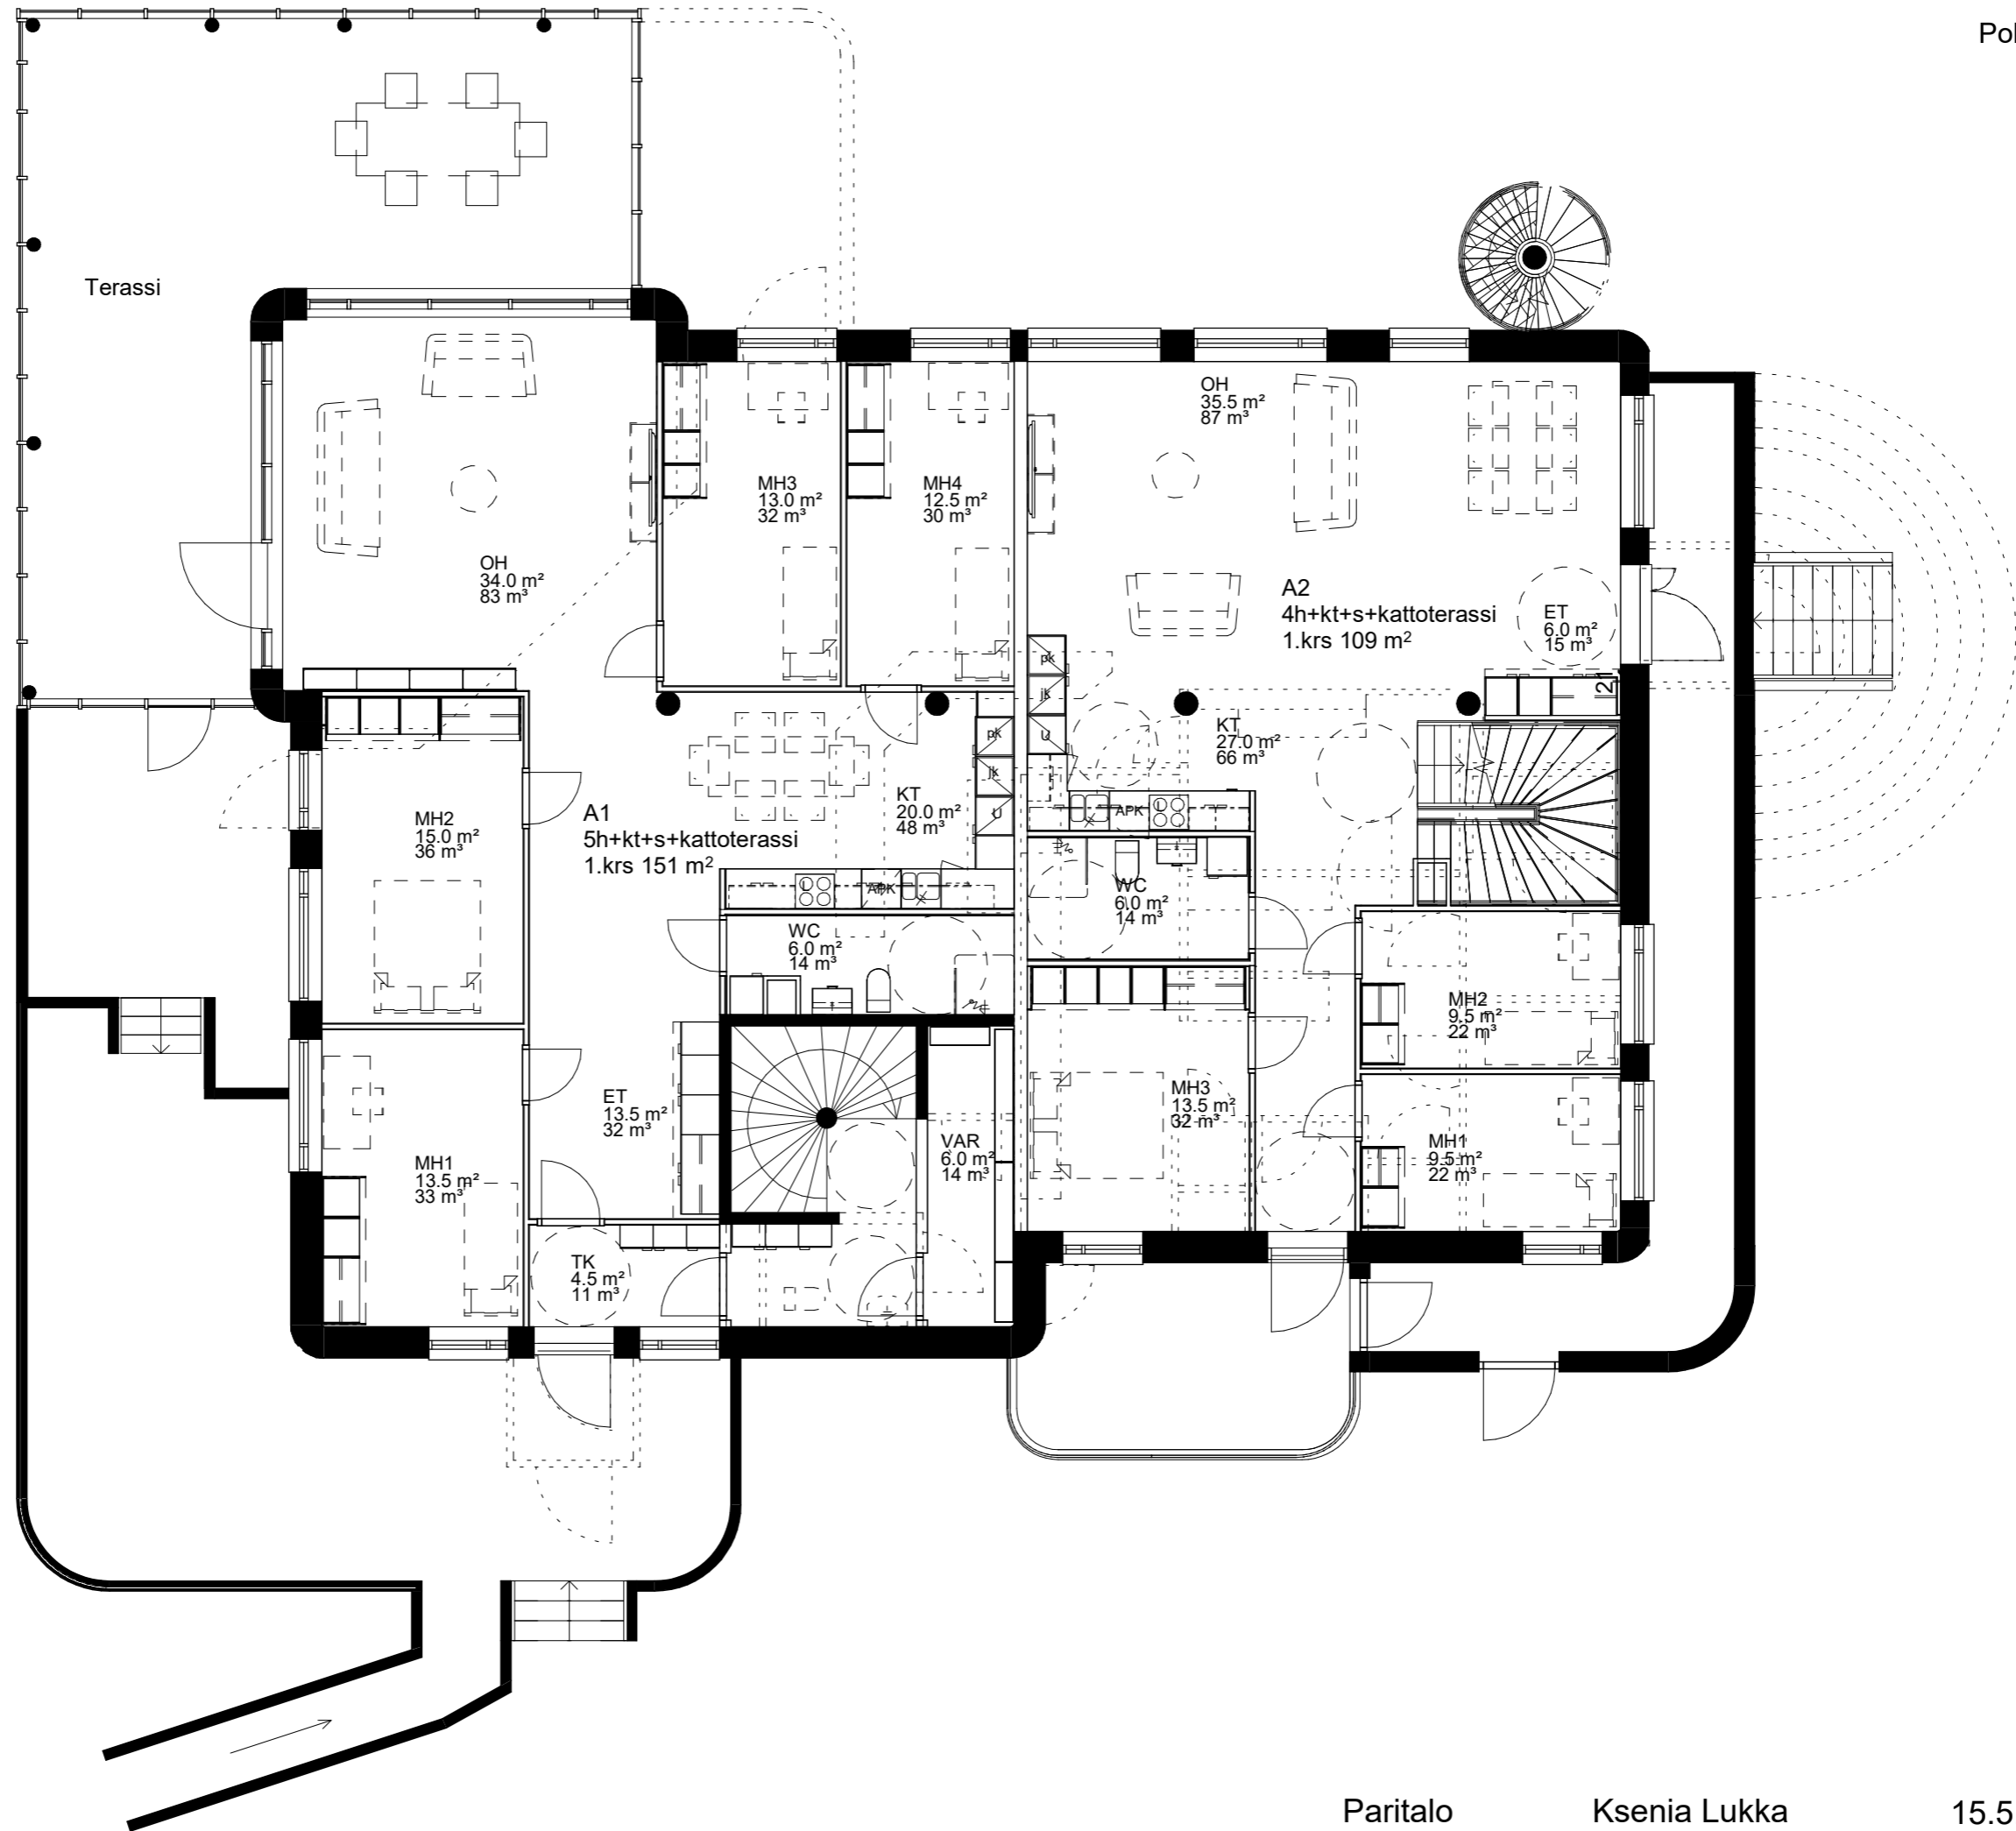 Pol
Terassi
OH
34.0 m²
83 m³
MH3
13.0 m²
32 m³
MH4
12.5 m²
30 m³
OH
35.5 m²
87 m³
A2
4h+kt+s+kattoterassi
1.krs 109 m²
ET
6.0 m²
15 m³
21
pk
jk
U
KT
27.0 m²
66 m³
APK
pk
jk
U
KT
20.0 m²
48 m³
APK
A1
5h+kt+s+kattoterassi
1.krs 151 m²
MH2
15.0 m²
36 m³
WC
6.0 m²
14 m³
WC
6.0 m²
14 m³
MH2
9.5 m²
22 m³
MH3
13.5 m²
32 m³
MH1
9.5 m²
22 m³
ET
13.5 m²
32 m³
VAR
6.0 m²
14 m³
MH1
13.5 m²
33 m³
TK
4.5 m²
11 m³
Paritalo Ksenia Lukka 15.5